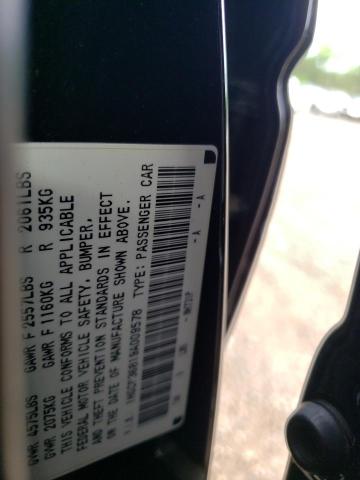 GVWR 4575LBS GAWR F 2557LBS R 2061LBS
GVWR 2075KG GAWR F 1160KG R 935KG
THIS VEHICLE CONFORMS TO ALL APPLICABLE
FEDERAL MOTOR VEHICLE SAFETY, BUMPER,
AND THEFT PREVENTION STANDARDS IN EFFECT
ON THE DATE OF MANUFACTURE SHOWN ABOVE.
TYPE: PASSENGER CAR
- A - A